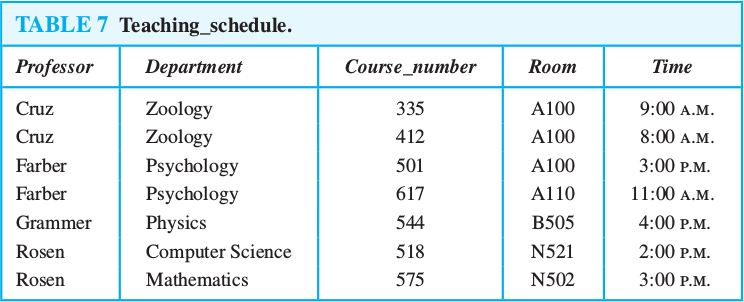 TABLE 7 Teaching_schedule.
Professor Department Course_number Room Time
Cruz Zoology 335 A100 9:00 A.M.
Cruz Zoology 412 A100 8:00 A.M.
Farber Psychology 501 A100 3:00 P.M.
Farber Psychology 617 A110 11:00 A.M.
Grammer Physics 544 B505 4:00 P.M.
Rosen Computer Science 518 N521 2:00 P.M.
Rosen Mathematics 575 N502 3:00 P.M.